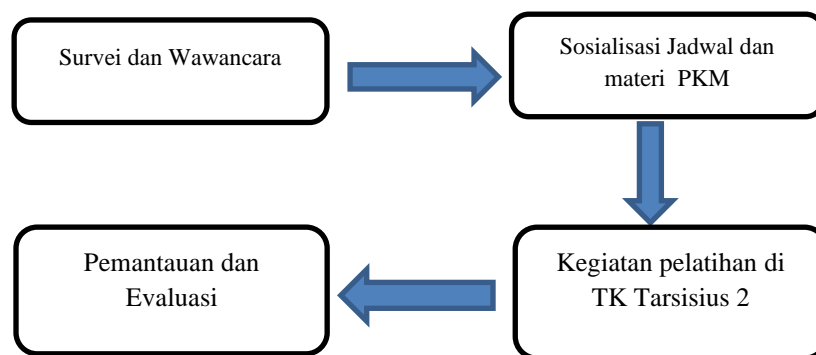 Survei dan Wawancara
Sosialisasi Jadwal dan
materi PKM
Kegiatan pelatihan di
TK Tarsisius 2
Pemantauan dan
Evaluasi